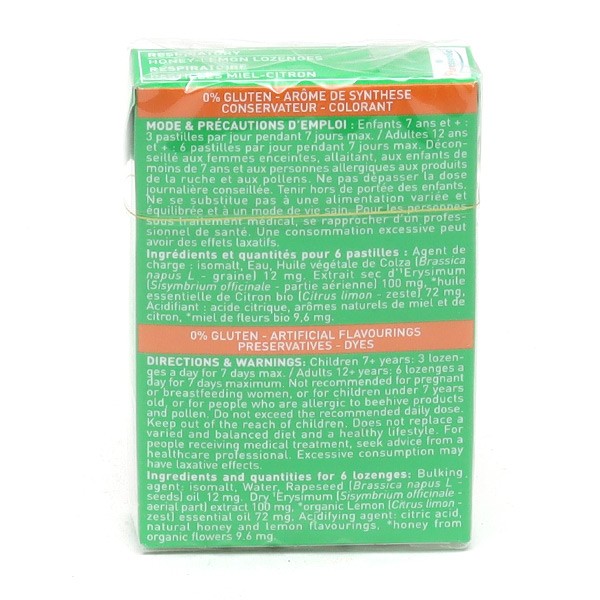 RESPIRATORY
HONEY-LEMON LOZENGES
RESPIRATOIRE
PASTILLES MIEL-CITRON
0% GLUTEN - ARÔME DE SYNTHESE
CONSERVATEUR - COLORANT
MODE & PRÉCAUTIONS D'EMPLOI : Enfants 7 ans et + :
3 pastilles par jour pendant 7 jours max. / Adultes 12 ans
et + : 6 pastilles par jour pendant 7 jours max. Décon-
seillé aux femmes enceintes, allaitant, aux enfants de
moins de 7 ans et aux personnes allergiques aux produits
de la ruche et aux pollens. Ne pas dépasser la dose
journalière conseillée. Tenir hors de portée des enfants.
Ne se substitue pas à une alimentation variée et
équilibrée et à un mode de vie sain. Pour les personnes
sous traitement médical, se rapprocher d'un profes-
sionnel de santé. Une consommation excessive peut
avoir des effets laxatifs.
Ingrédients et quantités pour 6 pastilles : Agent de
charge : isomalt, Eau, Huile végétale de Colza (Brassica
napus L - graine) 12 mg. Extrait sec d'’Erysimum
(Sisymbrium officinale - partie aérienne) 100 mg, *huile
essentielle de Citron bio (Citrus limon - zeste) 72 mg,
Acidifiant : acide citrique, arômes naturels de miel et de
citron, *miel de fleurs bio 9,6 mg.
0% GLUTEN - ARTIFICIAL FLAVOURINGS
PRESERVATIVES - DYES
DIRECTIONS & WARNINGS: Children 7+ years: 3 lozen-
ges a day for 7 days max. / Adults 12+ years: 6 lozenges a
day for 7 days maximum. Not recommended for pregnant
or breastfeeding women, or for children under 7 years
old, or for people who are allergic to beehive products
and pollen. Do not exceed the recommended daily dose.
Keep out of the reach of children. Does not replace a
varied and balanced diet and a healthy lifestyle. For
people receiving medical treatment, seek advice from a
healthcare professional. Excessive consumption may
have laxative effects.
Ingredients and quantities for 6 lozenges: Bulking
agent: isomalt, Water, Rapeseed (Brassica napus L -
seeds) oil 12 mg. Dry 'Erysimum (Sisymbrium officinale -
aerial part) extract 100 mg, *organic Lemon (Citrus limon -
zest) essential oil 72 mg, Acidifying agent: citric acid,
natural honey and lemon flavourings, *honey from
organic flowers 9.6 mg.